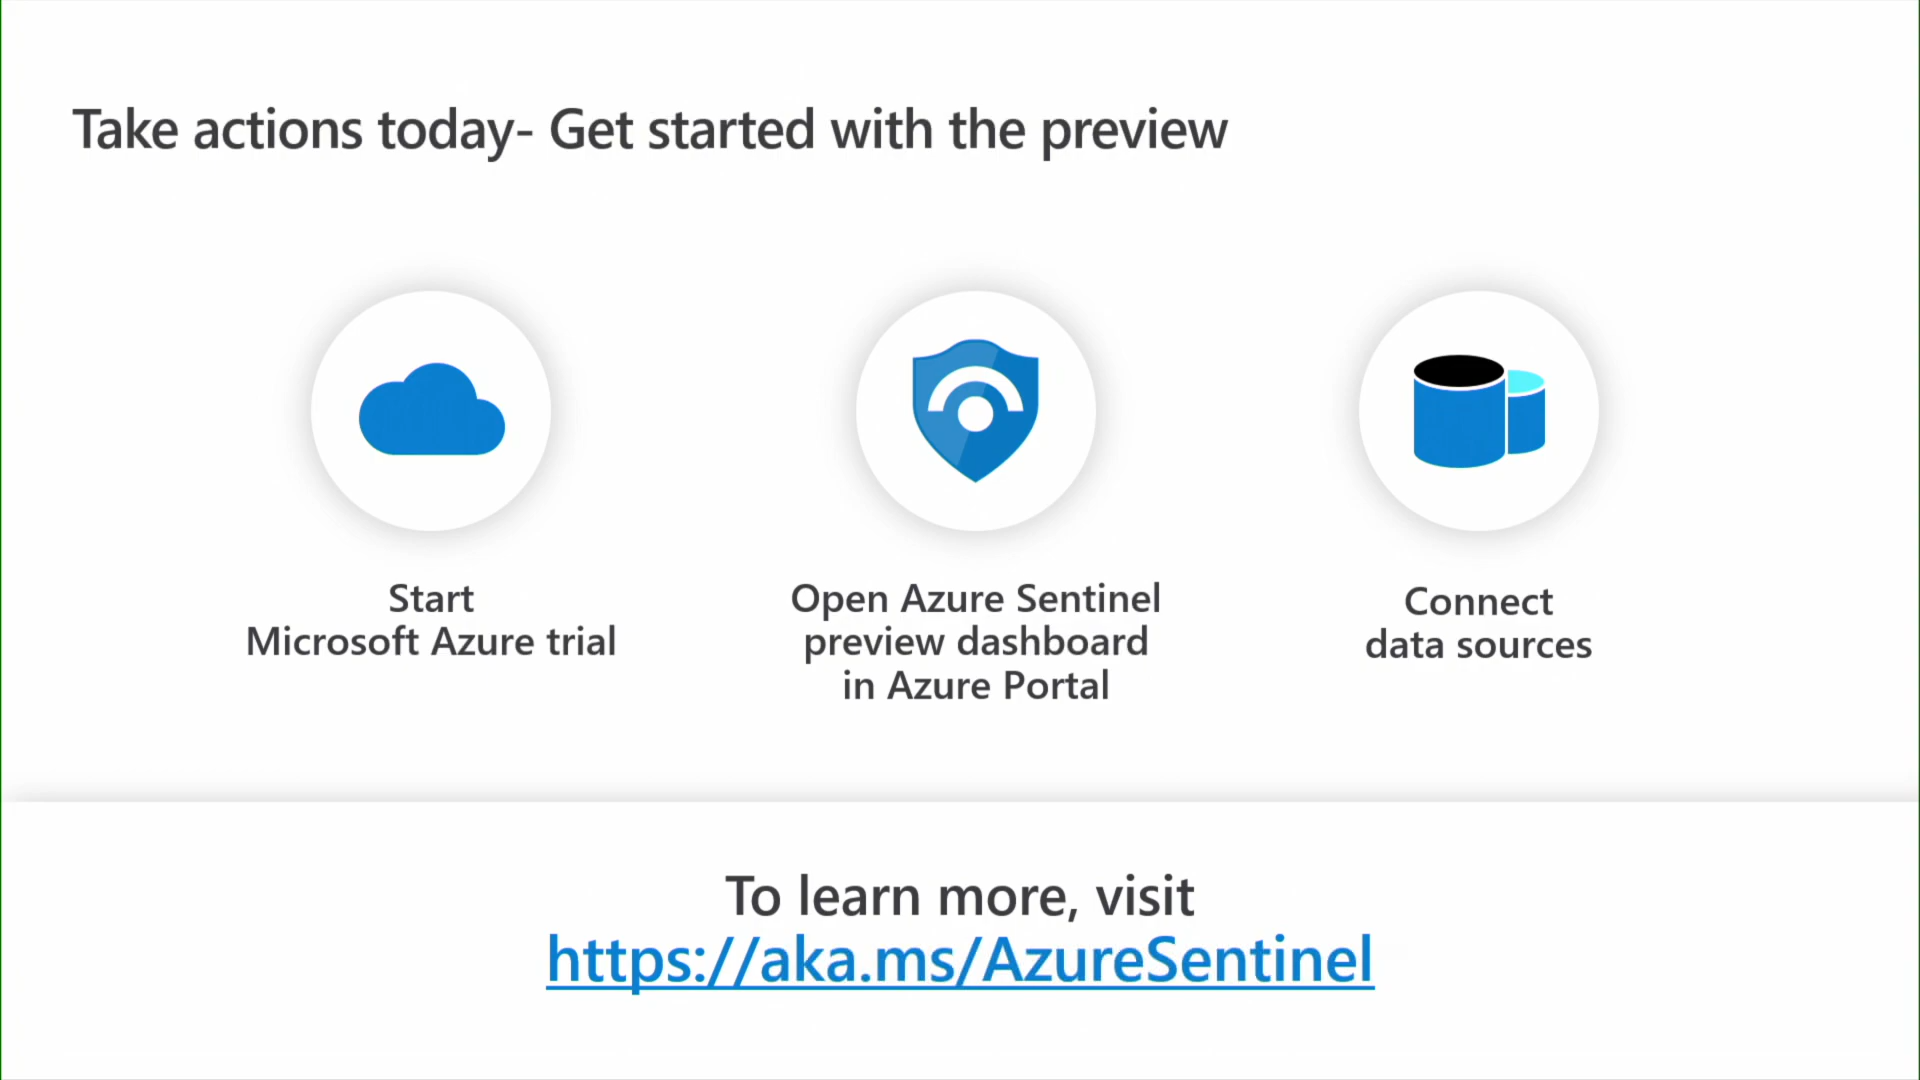 Take actions today- Get started with the preview
Start
Microsoft Azure trial
Open Azure Sentinel
preview dashboard
in Azure Portal
Connect
data sources
To learn more, visit
https://aka.ms/AzureSentinel